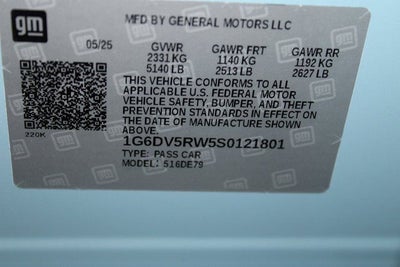 MFD BY GENERAL MOTORS LLC
gm
05/25 GVWR GAWR FRT GAWR RR
2331 KG 1140 KG 1192 KG
5140 LB 2513 LB 2627 LB
THIS VEHICLE CONFORMS TO ALL
APPLICABLE U.S. FEDERAL MOTOR
VEHICLE SAFETY, BUMPER, AND THEFT
PREVENTION STANDARDS IN EFFECT ON
THE DATE OF MANUFACTURE SHOWN
ABOVE.
220K
1G6DV5RW5S0121801
TYPE: PASS CAR
MODEL: 516DE79